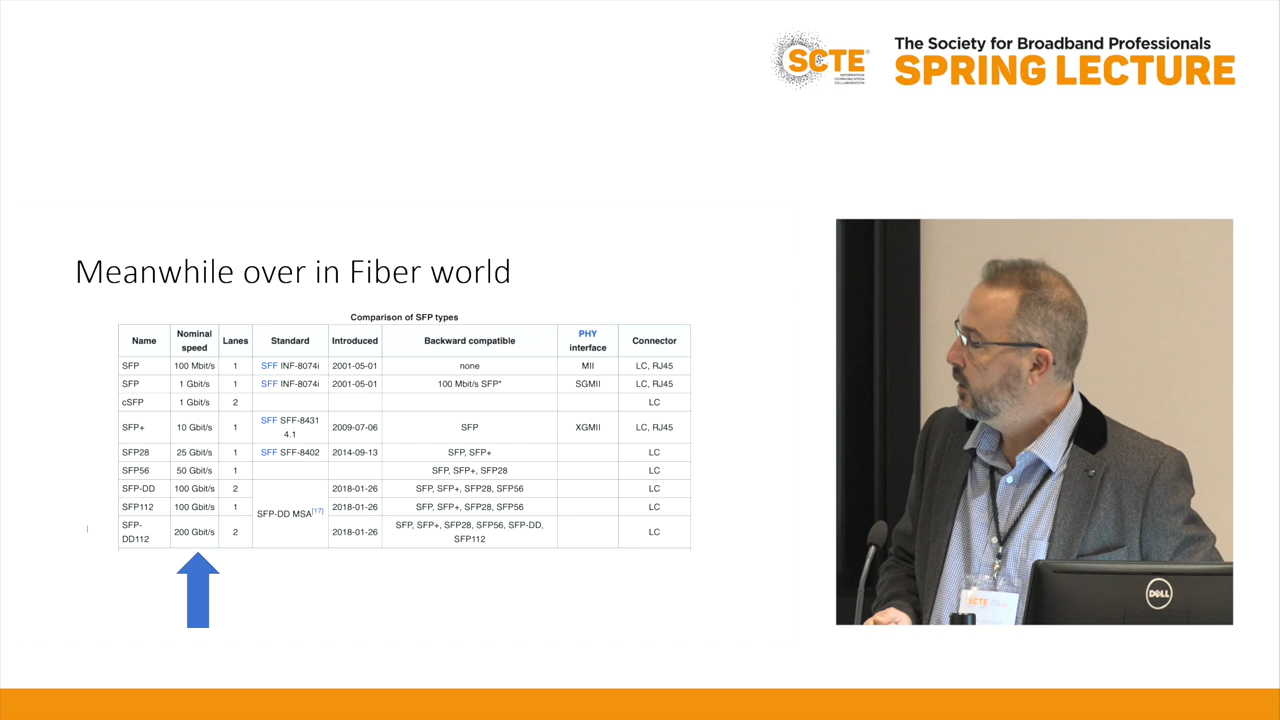 SCTE®
INFORMATION
COMMUNICATION
COLLABORATION
The Society for Broadband Professionals
SPRING LECTURE
Meanwhile over in Fiber world
Comparison of SFP types
Name Nominal speed Lanes Standard Introduced Backward compatible PHY interface Connector
SFP 100 Mbit/s 1 SFF INF-8074i 2001-05-01 none MII LC, RJ45
SFP 1 Gbit/s 1 SFF INF-8074i 2001-05-01 100 Mbit/s SFP* SGMII LC, RJ45
cSFP 1 Gbit/s 2 LC
SFP+ 10 Gbit/s 1 SFF SFF-8431 4.1 2009-07-06 SFP XGMII LC, RJ45
SFP28 25 Gbit/s 1 SFF SFF-8402 2014-09-13 SFP, SFP+ LC
SFP56 50 Gbit/s 1 SFP, SFP+, SFP28 LC
SFP-DD 100 Gbit/s 2 SFP-DD MSA[17] 2018-01-26 SFP, SFP+, SFP28, SFP56 LC
SFP112 100 Gbit/s 1 2018-01-26 SFP, SFP+, SFP28, SFP56 LC
SFP-DD112 200 Gbit/s 2 2018-01-26 SFP, SFP+, SFP28, SFP56, SFP-DD, SFP112 LC
SCTE
DELL